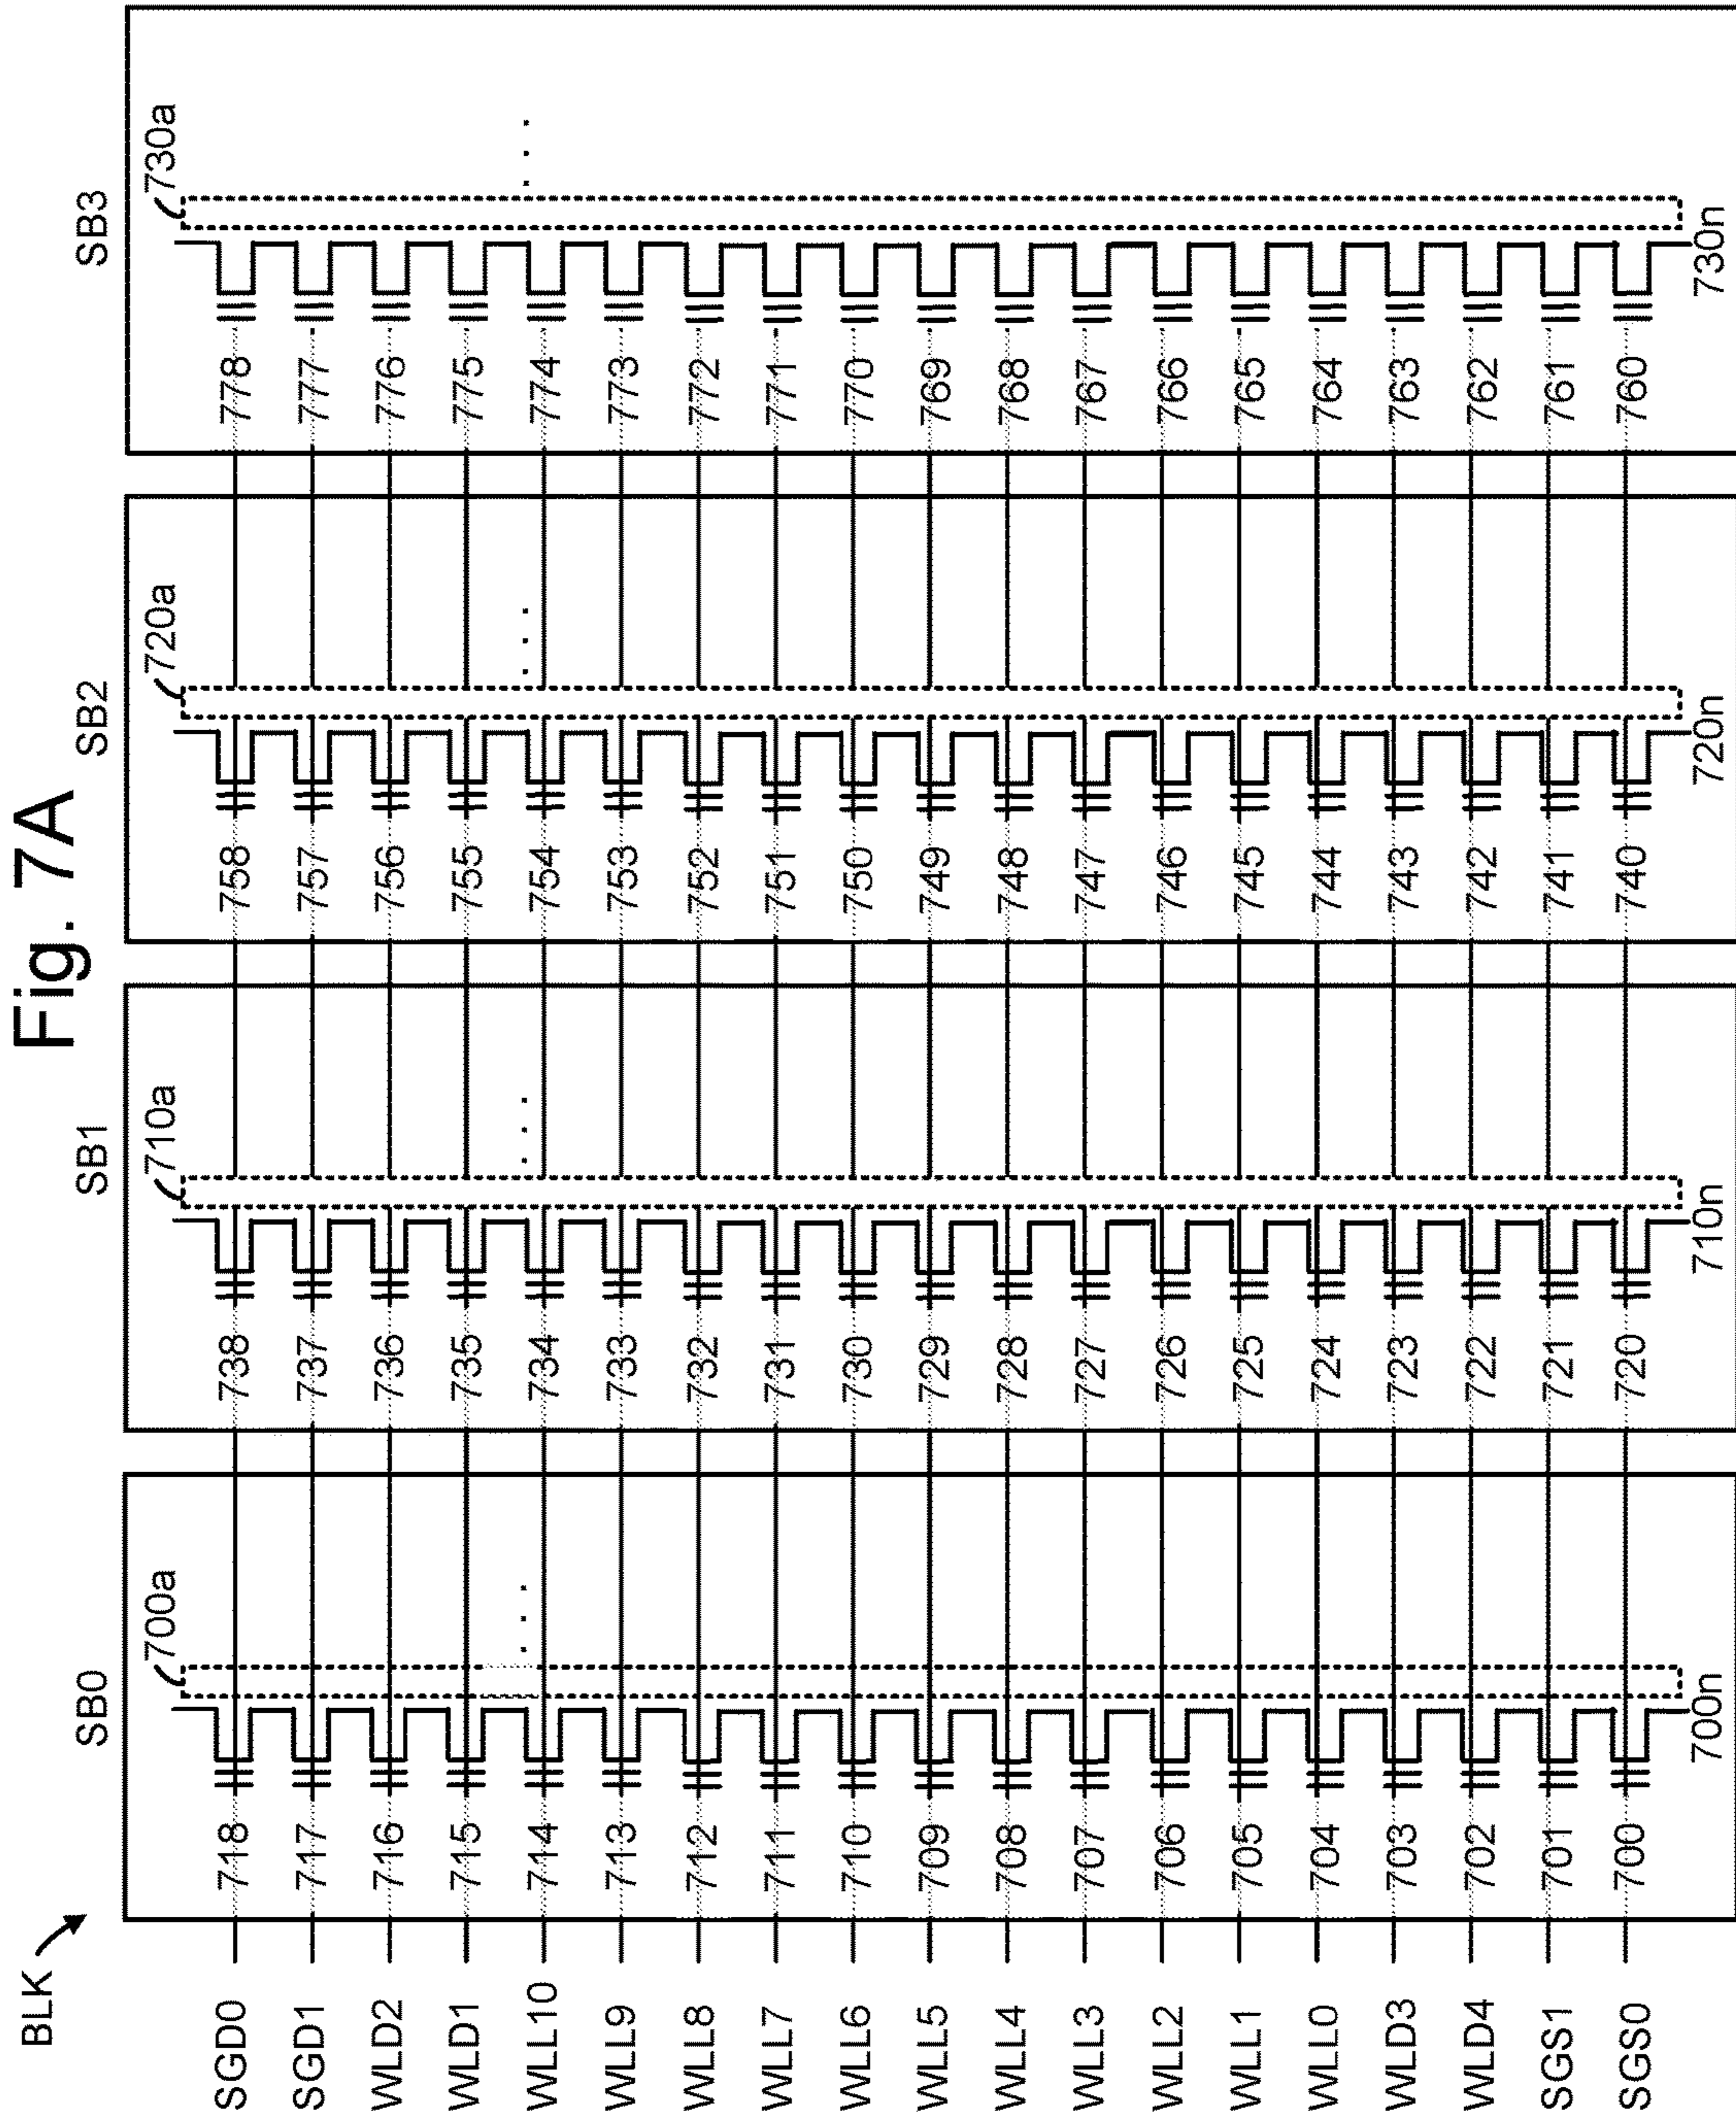 Fig. 7A
BLK
SB0 SB1 SB2 SB3
700a 710a 720a 730a
SGD0 718 738 758 778
SGD1 717 737 757 777
WLD2 716 736 756 776
WLD1 715 735 755 775
WLL10 714 734 754 774
WLL9 713 733 753 773
WLL8 712 732 752 772
WLL7 711 731 751 771
WLL6 710 730 750 770
WLL5 709 729 749 769
WLL4 708 728 748 768
WLL3 707 727 747 767
WLL2 706 726 746 766
WLL1 705 725 745 765
WLL0 704 724 744 764
WLD3 703 723 743 763
WLD4 702 722 742 762
SGS1 701 721 741 761
SGS0 700 720 740 760
700n 710n 720n 730n